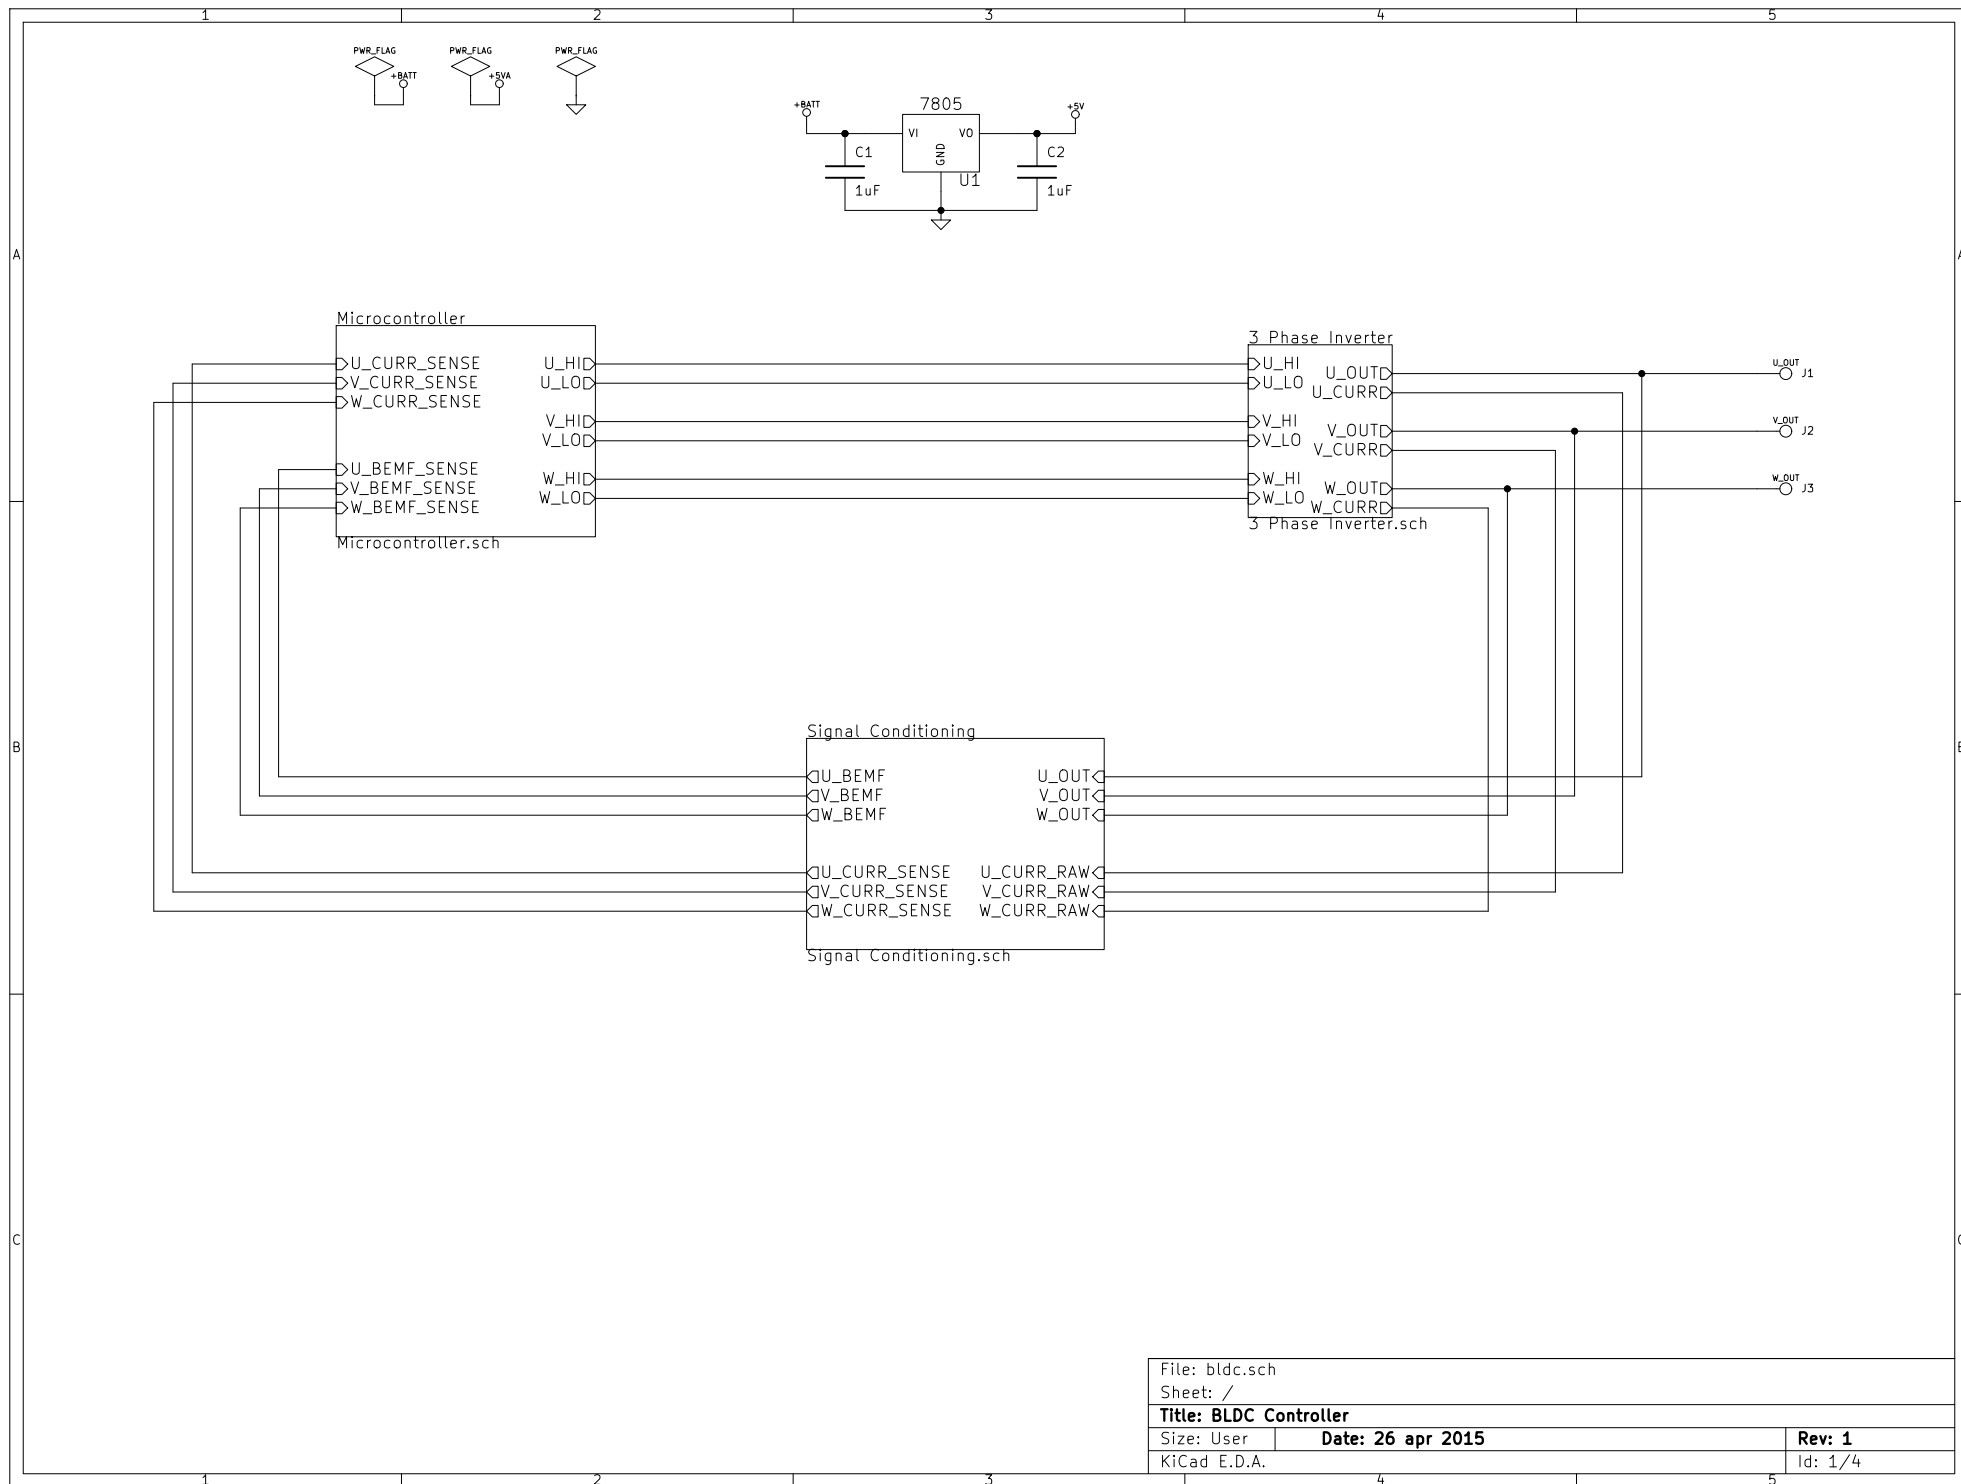 1 2 3 4 5
PWR_FLAG PWR_FLAG PWR_FLAG
+BATT +5VA
+BATT 7805 +5V
VI VO
GND
C1 C2
U1
1uF 1uF
A A
Microcontroller
U_CURR_SENSE U_HI
V_CURR_SENSE U_LO
W_CURR_SENSE
V_HI
V_LO
U_BEMF_SENSE W_HI
V_BEMF_SENSE W_LO
W_BEMF_SENSE
Microcontroller.sch
3 Phase Inverter
U_HI U_OUT
U_LO U_CURR
V_HI V_OUT
V_LO V_CURR
W_HI W_OUT
W_LO W_CURR
3 Phase Inverter.sch
U_OUT
J1
V_OUT
J2
W_OUT
J3
B
Signal Conditioning
U_BEMF U_OUT
V_BEMF V_OUT
W_BEMF W_OUT
U_CURR_SENSE U_CURR_RAW
V_CURR_SENSE V_CURR_RAW
W_CURR_SENSE W_CURR_RAW
Signal Conditioning.sch
C
File: bldc.sch
Sheet: /
Title: BLDC Controller
Size: User Date: 26 apr 2015 Rev: 1
KiCad E.D.A. Id: 1/4
1 2 3 4 5